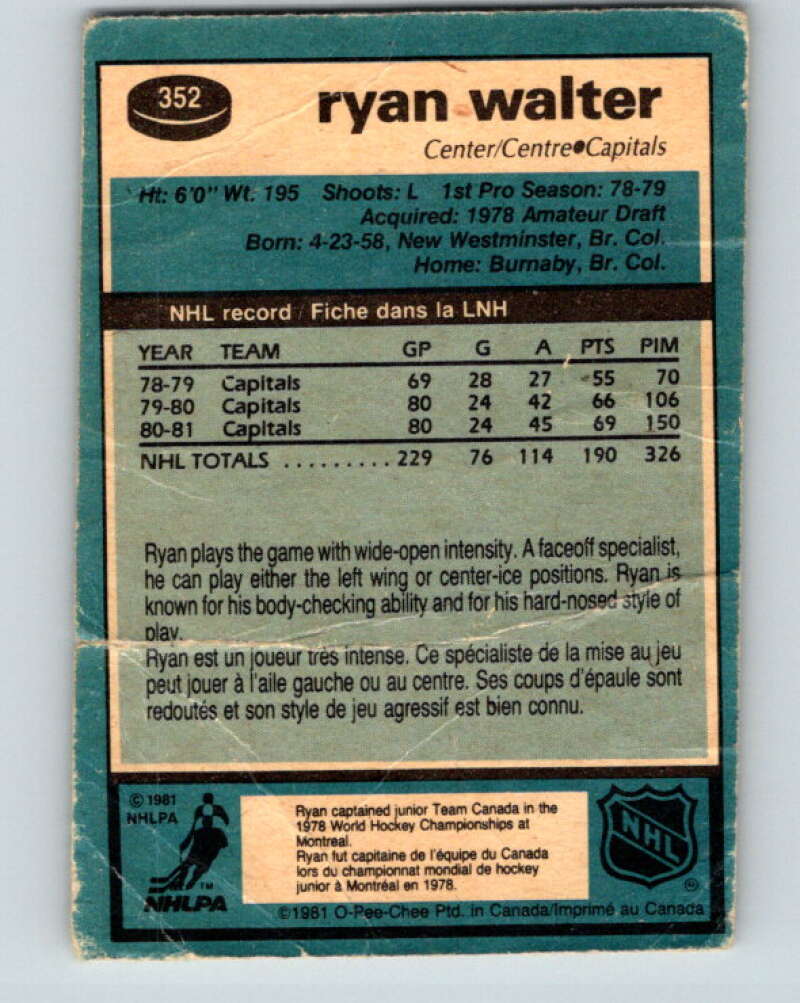 352
ryan walter
Center/Centre●Capitals
Ht: 6'0" Wt. 195 Shoots: L 1st Pro Season: 78-79
Acquired: 1978 Amateur Draft
Born: 4-23-58, New Westminster, Br. Col.
Home: Burnaby, Br. Col.
NHL record / Fiche dans la LNH
YEAR TEAM GP G A PTS PIM
78-79 Capitals 69 28 27 55 70
79-80 Capitals 80 24 42 66 106
80-81 Capitals 80 24 45 69 150
NHL TOTALS .......... 229 76 114 190 326
Ryan plays the game with wide-open intensity. A faceoff specialist,
he can play either the left wing or center-ice positions. Ryan is
known for his body-checking ability and for his hard-nosed style of
play.
Ryan est un joueur très intense. Ce spécialiste de la mise au jeu
peut jouer à l'aile gauche ou au centre. Ses coups d'épaule sont
redoutés et son style de jeu agressif est bien connu.
© 1981
NHLPA
TM
NHLPA
Ryan captained junior Team Canada in the
1978 World Hockey Championships at
Montreal.
Ryan fut capitaine de l'équipe du Canada
lors du championnat mondial de hockey
junior à Montréal en 1978.
NHL
®
©1981 O-Pee-Chee Ptd. in Canada/Imprimé au Canada